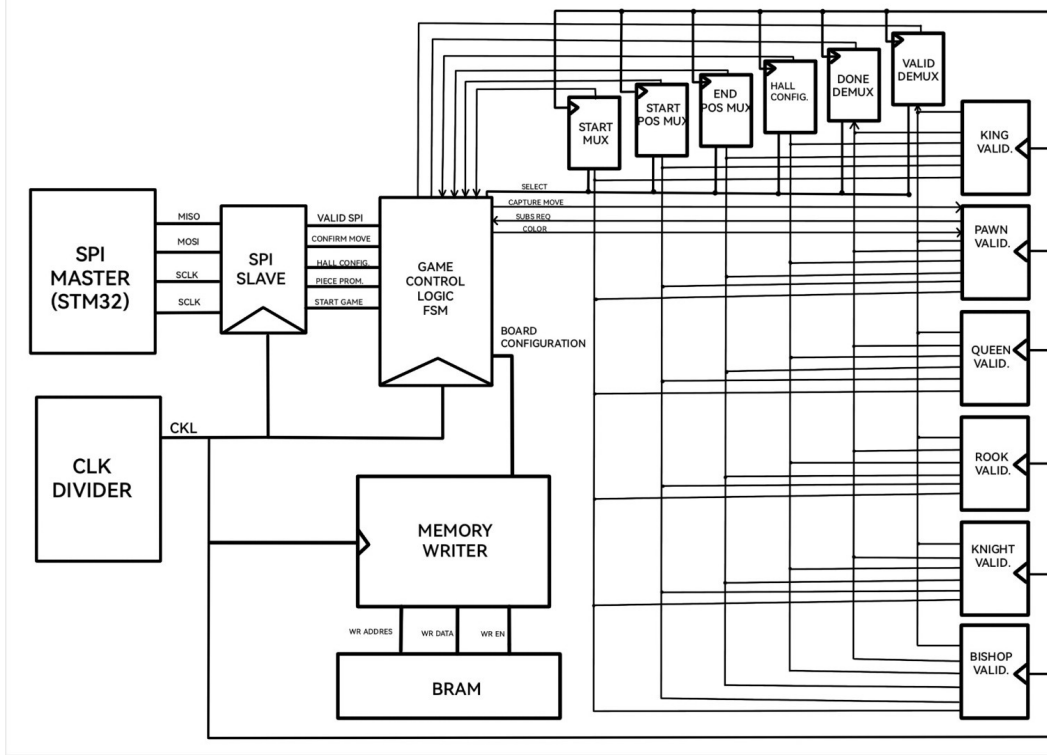 VALID
DEMUX
DONE
DEMUX
HALL
CONFIG.
END
POS MUX
START
POS MUX
START
MUX
KING
VALID.
SELECT
CAPTURE MOVE
SUBS REQ
COLOR
PAWN
VALID.
SPI
MASTER
(STM32)
MISO
MOSI
SCLK
SCLK
SPI
SLAVE
VALID SPI
CONFIRM MOVE
HALL CONFIG.
PIECE PROM.
START GAME
GAME
CONTROL
LOGIC
FSM
BOARD
CONFIGURATION
QUEEN
VALID.
CKL
CLK
DIVIDER
ROOK
VALID.
MEMORY
WRITER
KNIGHT
VALID.
WR ADDRES
WR DATA
WR EN
BRAM
BISHOP
VALID.